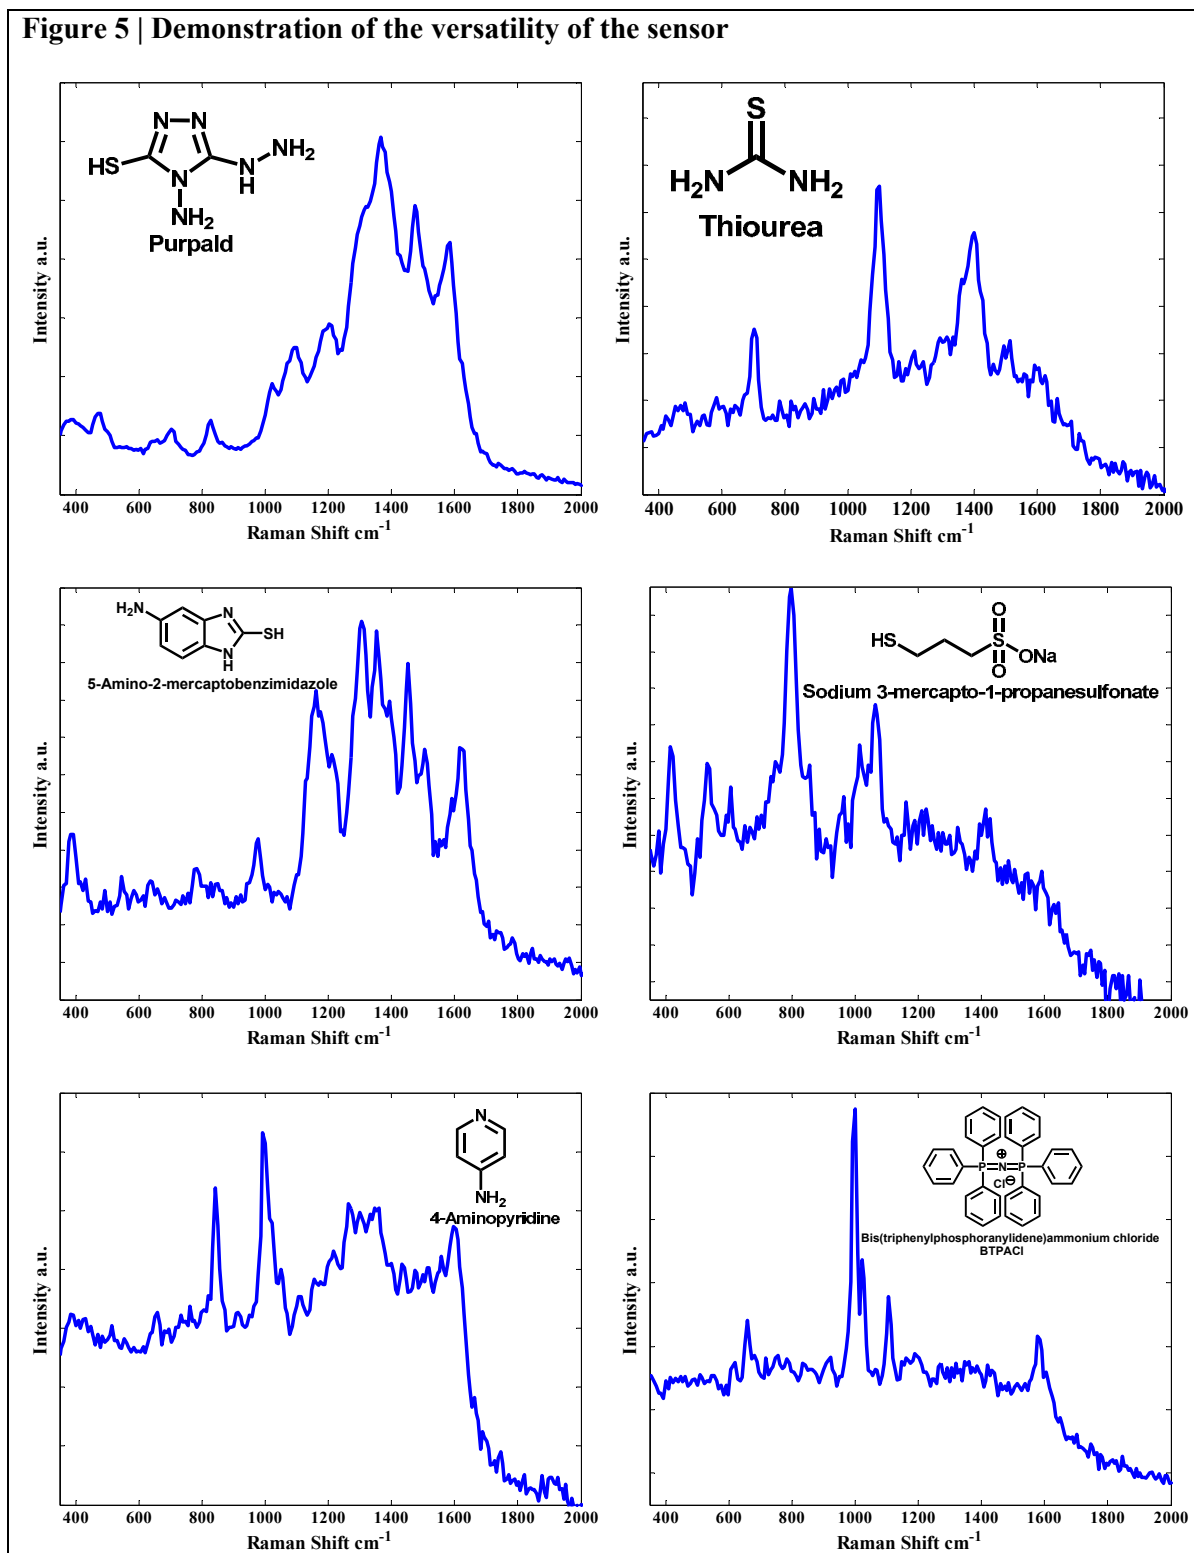 Figure 5 | Demonstration of the versatility of the sensor
N N
HS
N
N
H
NH2
NH2
Purpald
Intensity a.u.
400 600 800 1000 1200 1400 1600 1800 2000
Raman Shift cm-1
S
H2N NH2
Thiourea
Intensity a.u.
400 600 800 1000 1200 1400 1600 1800 2000
Raman Shift cm-1
H2N
N
SH
N
H
5-Amino-2-mercaptobenzimidazole
Intensity a.u.
400 600 800 1000 1200 1400 1600 1800 2000
Raman Shift cm-1
O
HS
S
ONa
O
Sodium 3-mercapto-1-propanesulfonate
Intensity a.u.
400 600 800 1000 1200 1400 1600 1800 2000
Raman Shift cm-1
N
NH2
4-Aminopyridine
Intensity a.u.
400 600 800 1000 1200 1400 1600 1800 2000
Raman Shift cm-1
⊕
P=N=P
Cl⊖
Bis(triphenylphosphoranylidene)ammonium chloride
BTPACl
Intensity a.u.
400 600 800 1000 1200 1400 1600 1800 2000
Raman Shift cm-1